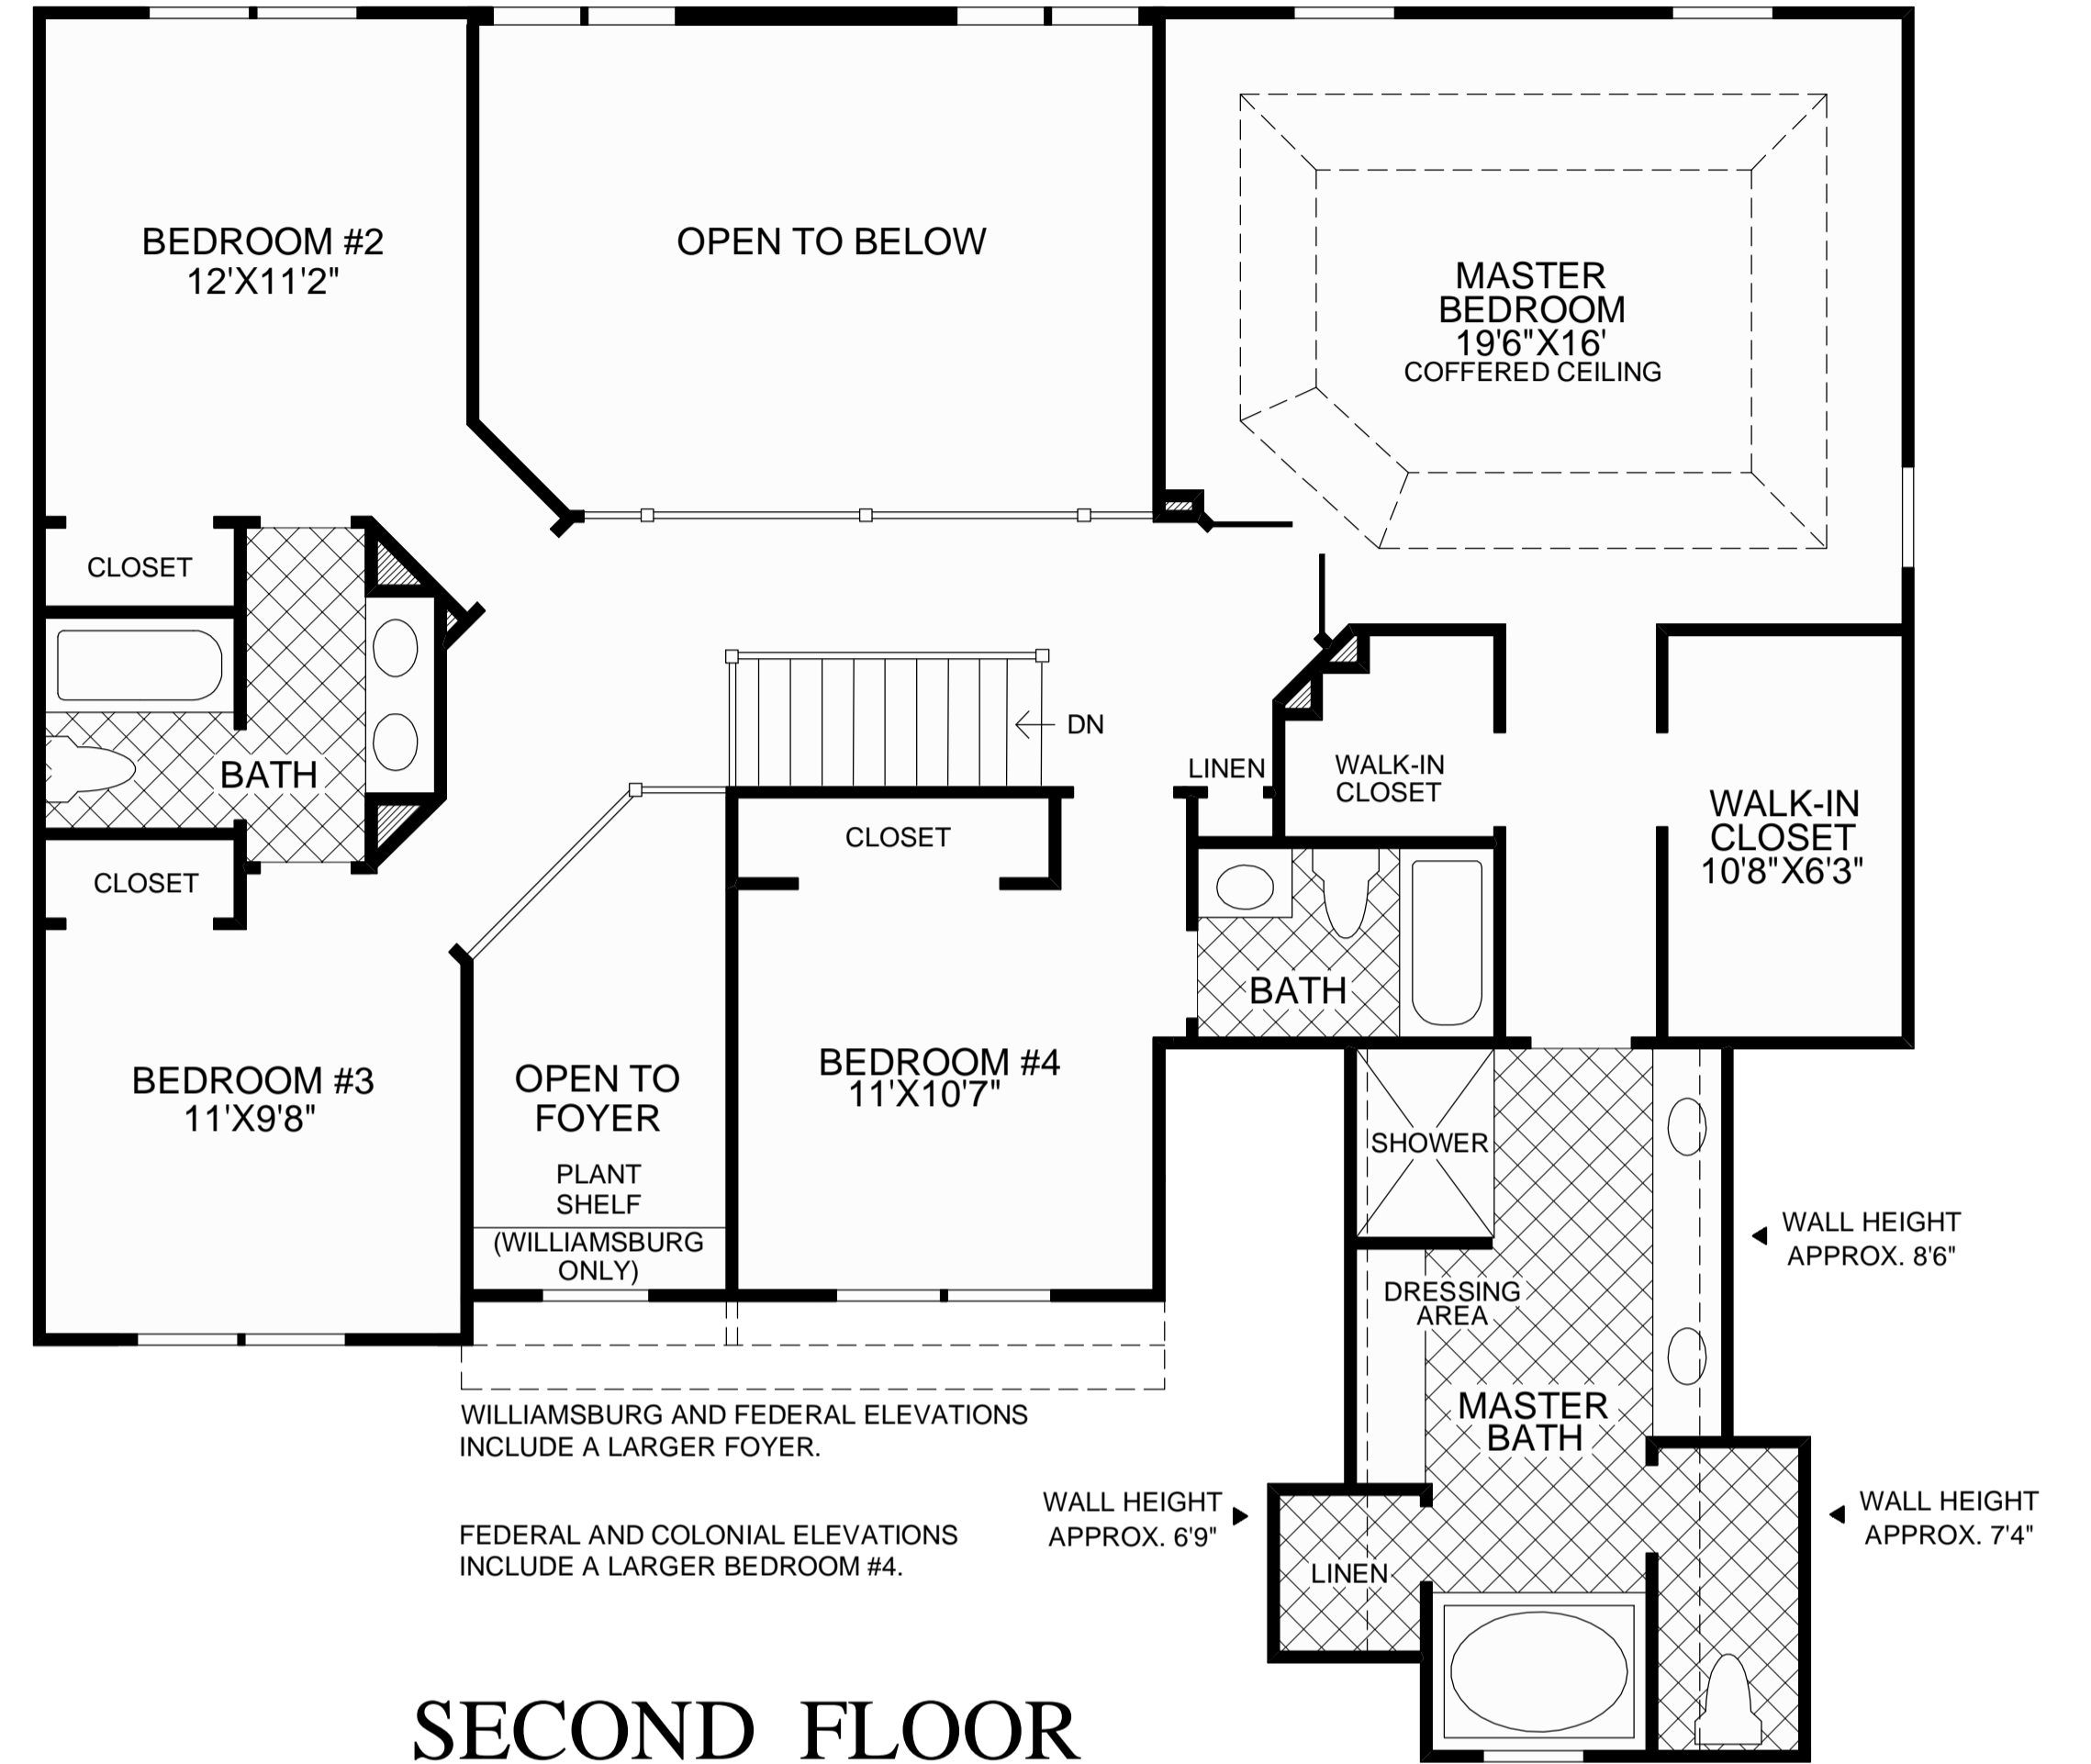 BEDROOM #2
12'X11'2"
OPEN TO BELOW
MASTER
BEDROOM
19'6"X16'
COFFERED CEILING
CLOSET
BATH
CLOSET
DN
LINEN
WALK-IN
CLOSET
WALK-IN
CLOSET
10'8"X6'3"
CLOSET
BATH
BEDROOM #3
11'X9'8"
OPEN TO
FOYER
PLANT
SHELF
(WILLIAMSBURG
ONLY)
BEDROOM #4
11'X10'7"
SHOWER
DRESSING
AREA
WALL HEIGHT
APPROX. 8'6"
MASTER
BATH
WILLIAMSBURG AND FEDERAL ELEVATIONS
INCLUDE A LARGER FOYER.
FEDERAL AND COLONIAL ELEVATIONS
INCLUDE A LARGER BEDROOM #4.
WALL HEIGHT
APPROX. 6'9"
WALL HEIGHT
APPROX. 7'4"
LINEN
SECOND FLOOR